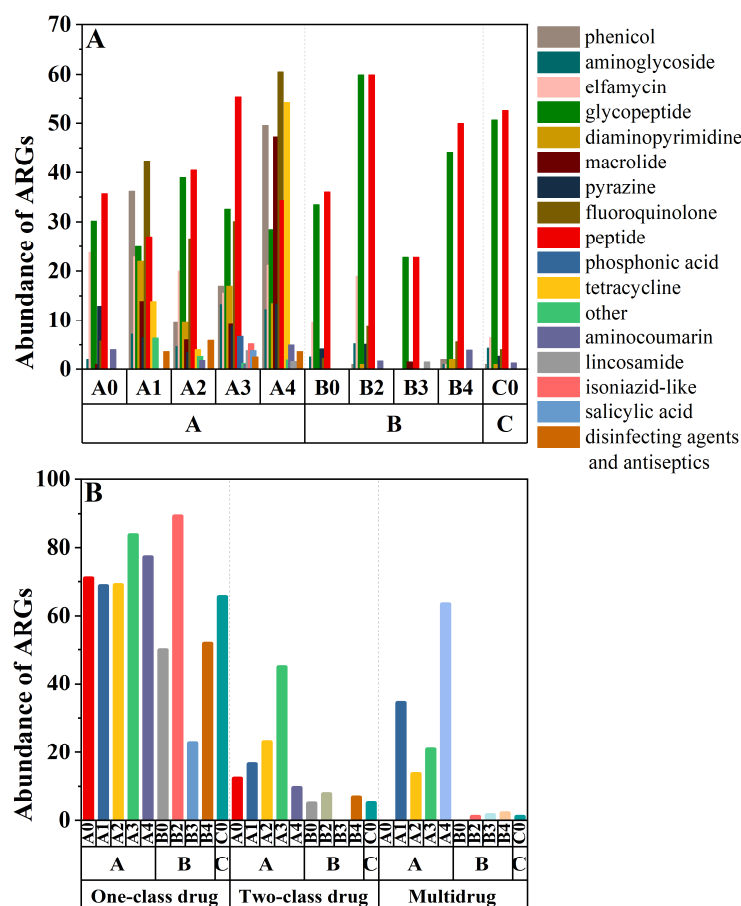 A
Abundance of ARGs
70
60
50
40
30
20
10
0
A0 A1 A2 A3 A4 B0 B2 B3 B4 C0
A B C
phenicol
aminoglycoside
elfamycin
glycopeptide
diaminopyrimidine
macrolide
pyrazine
fluoroquinolone
peptide
phosphonic acid
tetracycline
other
aminocoumarin
lincosamide
isoniazid-like
salicylic acid
disinfecting agents
and antiseptics
B
Abundance of ARGs
100
80
60
40
20
0
A0 A1 A2 A3 A4 B0 B2 B3 B4 C0 A0 A1 A2 A3 A4 B0 B2 B3 B4 C0 A0 A1 A2 A3 A4 B0 B2 B3 B4 C0
A B C A B C A B C
One-class drug Two-class drug Multidrug